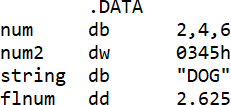 .DATA
num db 2,4,6
num2 dw 0345h
string db "DOG"
flnum dd 2.625